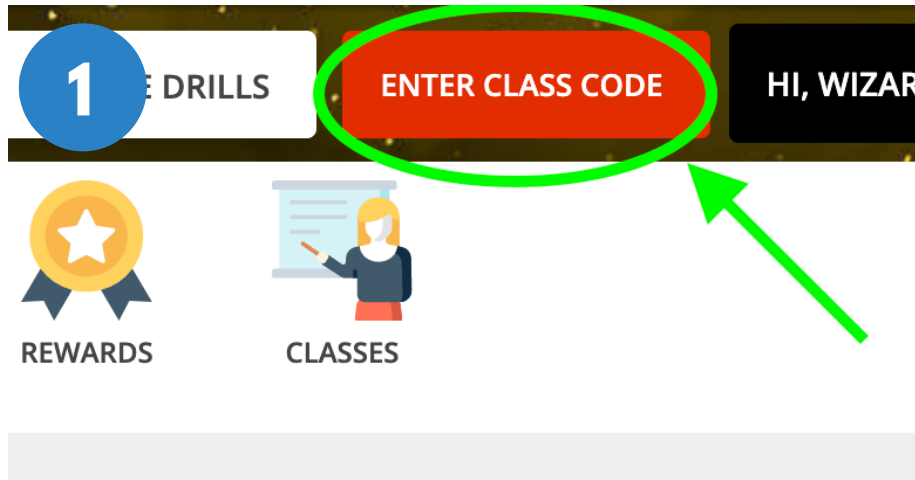 1
E DRILLS
ENTER CLASS CODE
HI, WIZAR
REWARDS
CLASSES